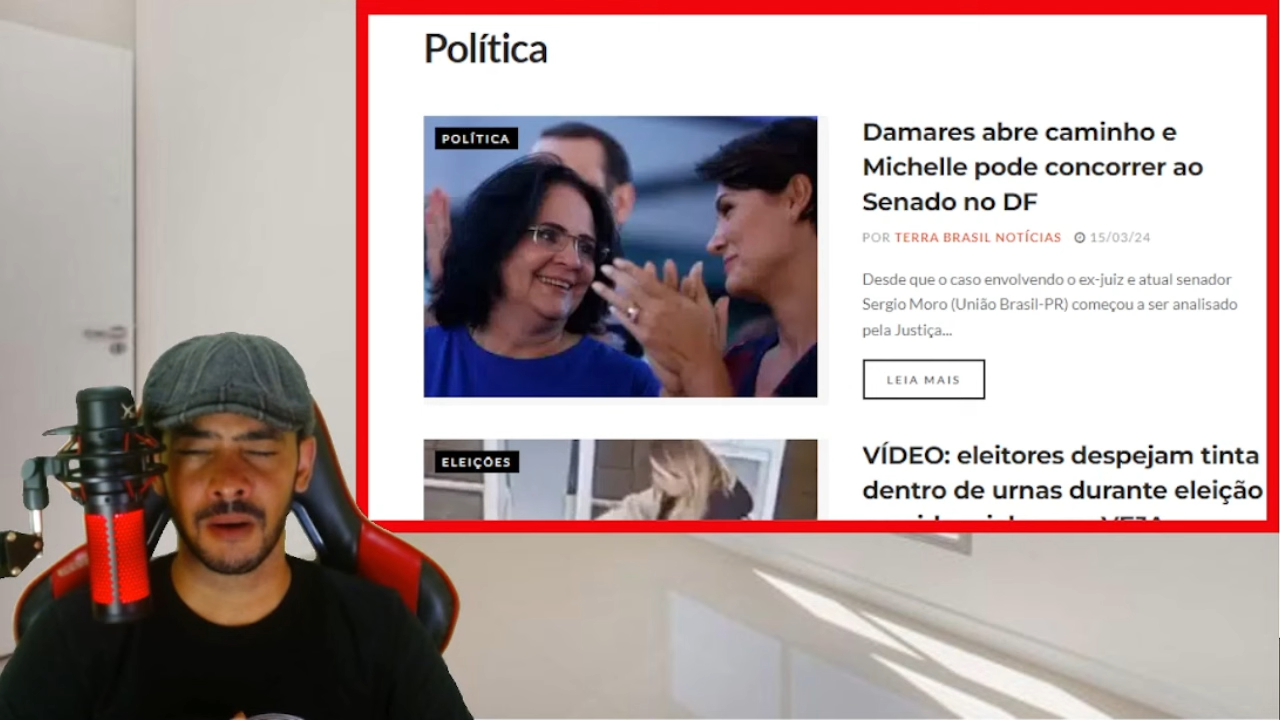 Política
POLÍTICA
Damares abre caminho e
Michelle pode concorrer ao
Senado no DF
POR TERRA BRASIL NOTÍCIAS 15/03/24
Desde que o caso envolvendo o ex-juiz e atual senador
Sergio Moro (União Brasil-PR) começou a ser analisado
pela Justiça...
LEIA MAIS
ELEIÇÕES
VÍDEO: eleitores despejam tinta
dentro de urnas durante eleição